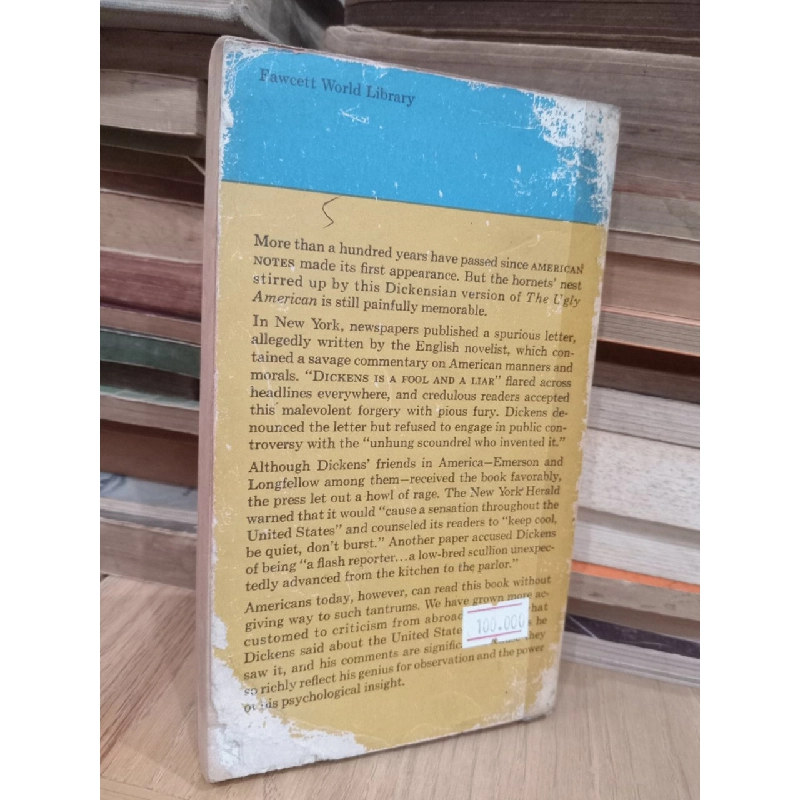 Fawcett World Library
More than a hundred years have passed since AMERICAN
NOTES made its first appearance. But the hornets' nest
stirred up by this Dickensian version of The Ugly
American is still painfully memorable.
In New York, newspapers published a spurious letter,
allegedly written by the English novelist, which con-
tained a savage commentary on American manners and
morals. "DICKENS IS A FOOL AND A LIAR" flared across
headlines everywhere, and credulous readers accepted
this malevolent forgery with pious fury. Dickens de-
nounced the letter but refused to engage in public con-
troversy with the "unhung scoundrel who invented it."
Although Dickens' friends in America—Emerson and
Longfellow among them—received the book favorably,
the press let out a howl of rage. The New York Herald
warned that it would "cause a sensation throughout the
United States" and counseled its readers to "keep cool,
be quiet, don't burst." Another paper accused Dickens
of being "a flash reporter...a low-bred scullion unexpec-
tedly advanced from the kitchen to the parlor."
Americans today, however, can read this book without
giving way to such tantrums. We have grown more ac-
customed to criticism from abroad hat
Dickens said about the United State he
saw it, and his comments are signific they
so richly reflect his genius for observation and the power
of his psychological insight.
100.000